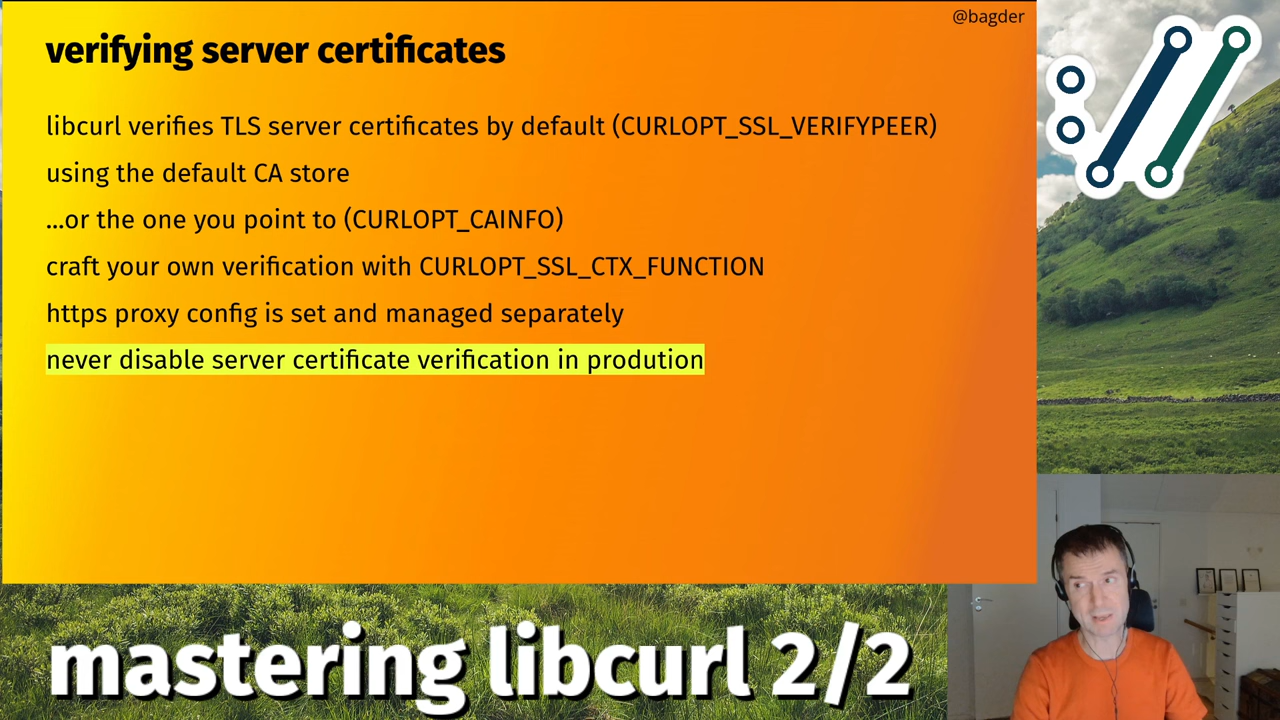 @bagder
verifying server certificates
libcurl verifies TLS server certificates by default (CURLOPT_SSL_VERIFYPEER)
using the default CA store
...or the one you point to (CURLOPT_CAINFO)
craft your own verification with CURLOPT_SSL_CTX_FUNCTION
https proxy config is set and managed separately
never disable server certificate verification in prodution
mastering libcurl 2/2